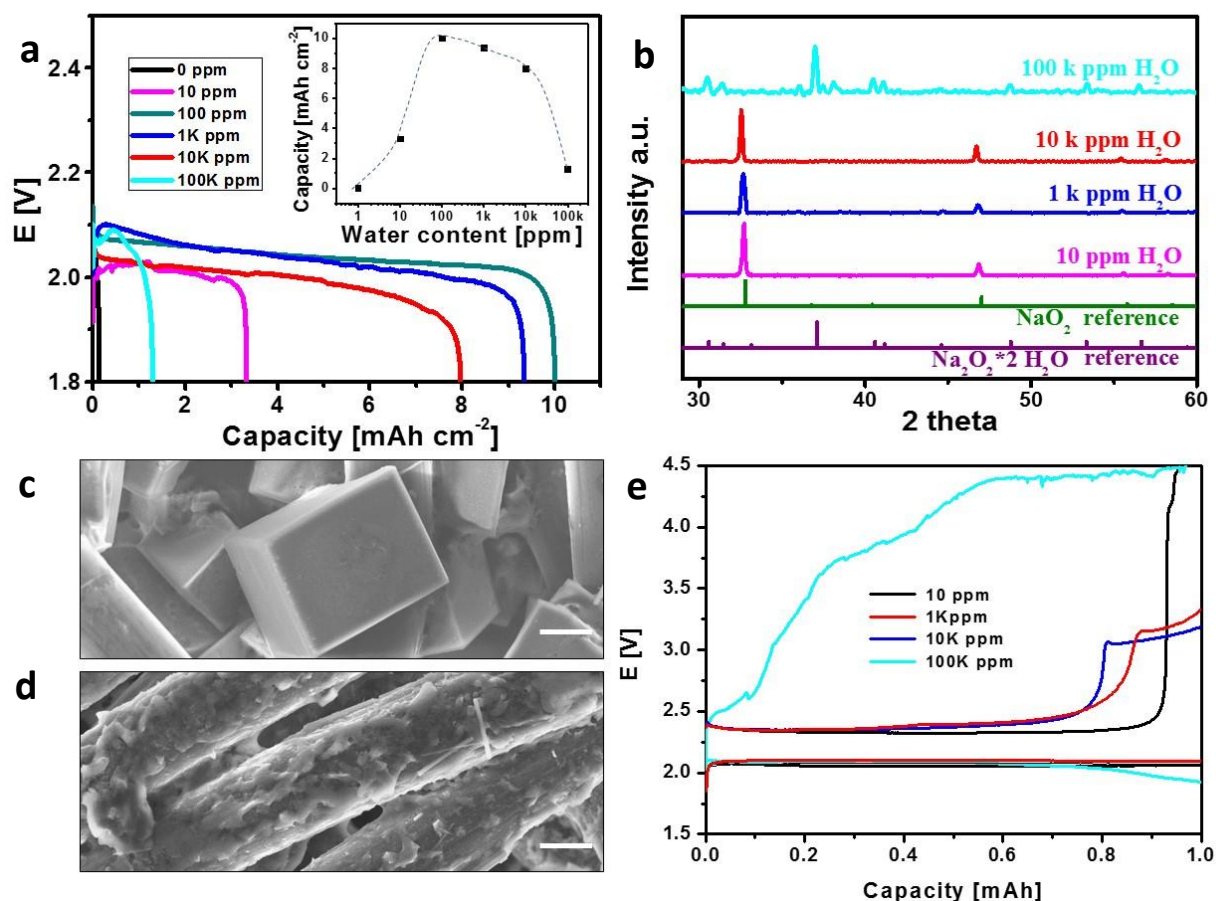 a
2.4
2.2
2.0
1.8
E [V]
0 ppm
10 ppm
100 ppm
1K ppm
10K ppm
100K ppm
Capacity [mAh cm⁻²]
10
8
6
4
2
0
1 10 100 1k 10k 100k
Water content [ppm]
0 2 4 6 8 10
Capacity [mAh cm⁻²]
b
Intensity a.u.
100 k ppm H₂O
10 k ppm H₂O
1 k ppm H₂O
10 ppm H₂O
NaO₂ reference
Na₂O₂*2 H₂O reference
30 40 50 60
2 theta
c
d
e
4.5
4.0
3.5
3.0
2.5
2.0
1.5
E [V]
10 ppm
1Kppm
10K ppm
100K ppm
0.0 0.2 0.4 0.6 0.8 1.0
Capacity [mAh]